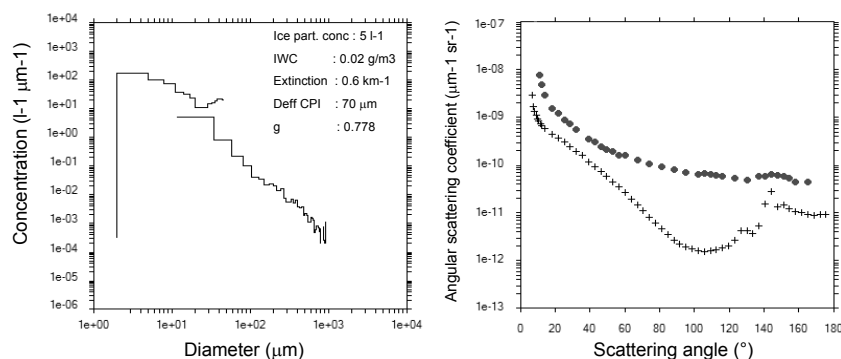 Concentration (l-1 μm-1)
1e+04
1e+03
1e+02
1e+01
1e+00
1e-01
1e-02
1e-03
1e-04
1e-05
1e-06
Ice part. conc : 5 l-1
IWC : 0.02 g/m3
Extinction : 0.6 km-1
Deff CPI : 70 μm
g : 0.778
1e+00 1e+01 1e+02 1e+03 1e+04
Diameter (μm)
Angular scattering coefficient (μm-1 sr-1)
1e-07
1e-08
1e-09
1e-10
1e-11
1e-12
1e-13
0 20 40 60 80 100 120 140 160 180
Scattering angle (°)